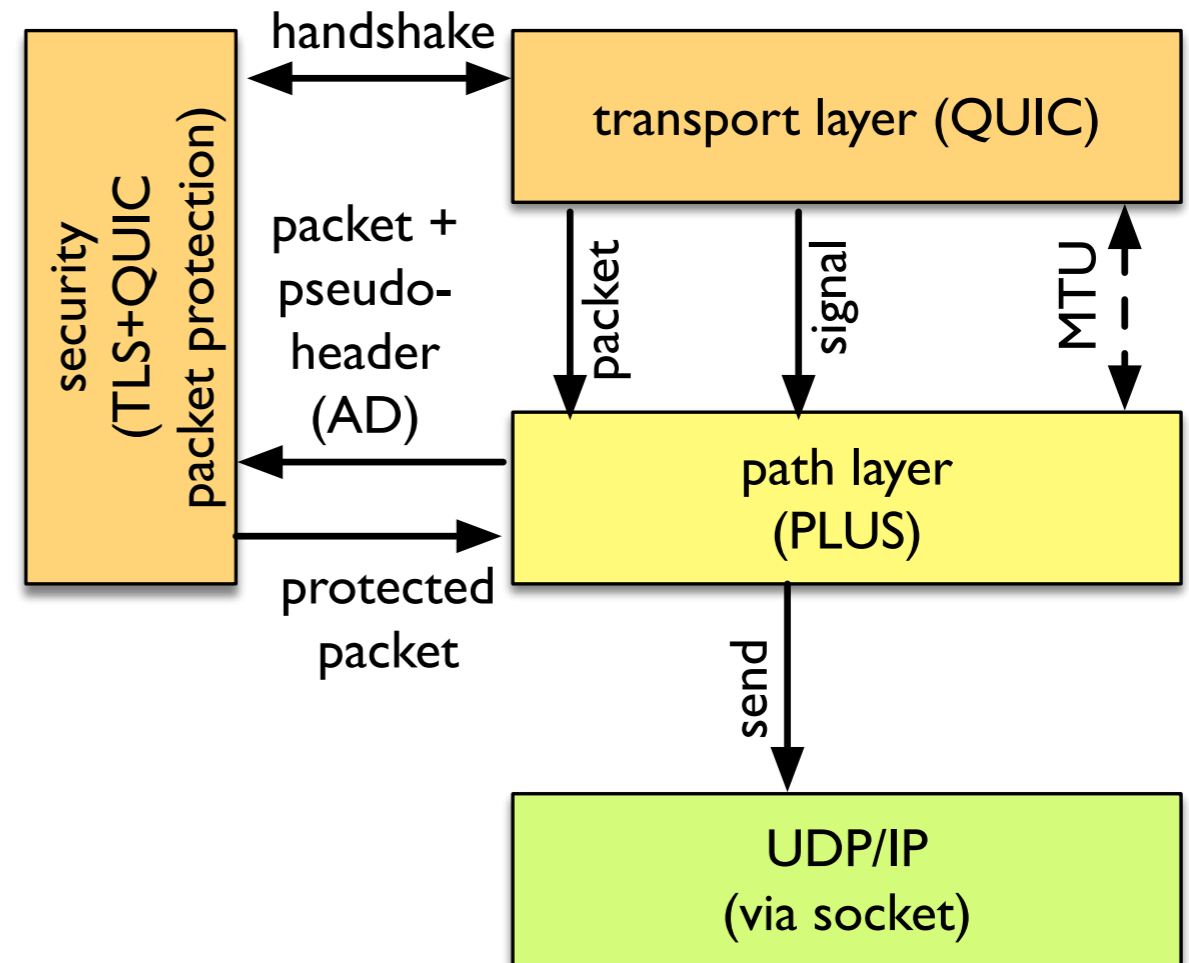 handshake
transport layer (QUIC)
security
(TLS+QUIC
packet protection)
packet +
pseudo-
header
(AD)
packet
signal
MTU
path layer
(PLUS)
protected
packet
send
UDP/IP
(via socket)